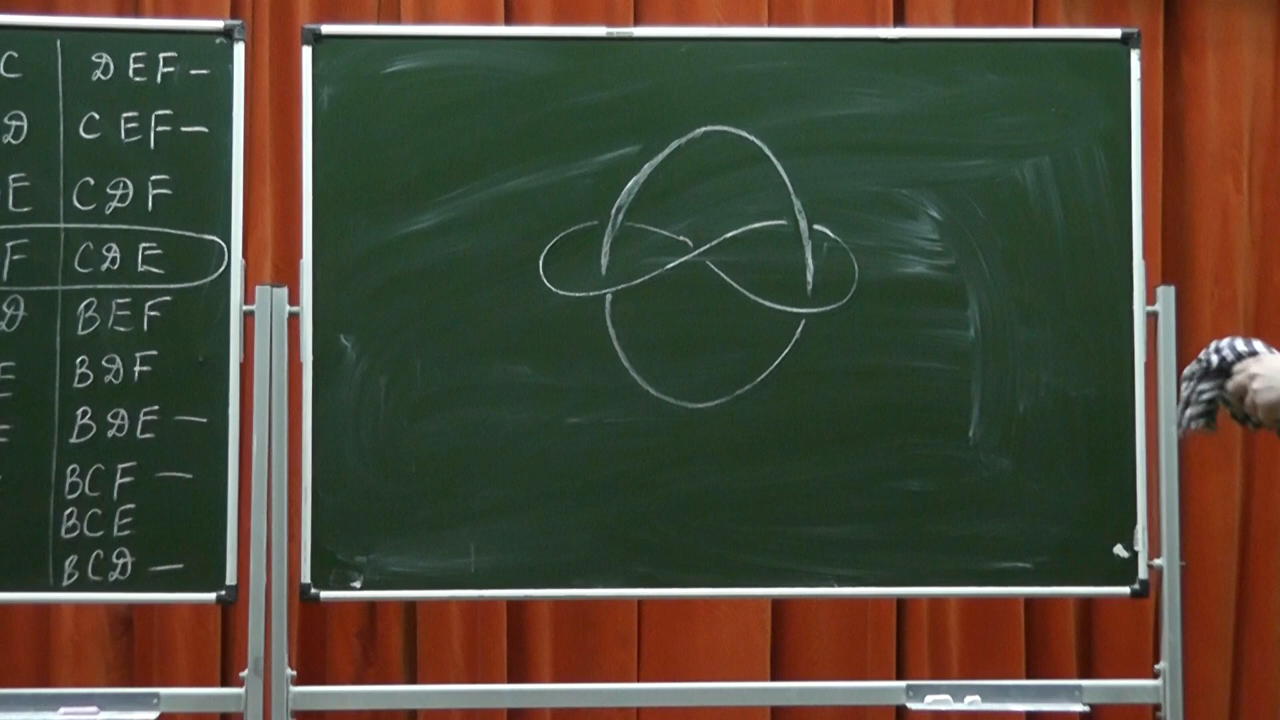 C DEF –
D CEF –
E CDF
F CDE
D BEF
E BDF
E BDE –
BCF –
BCE
BCD –